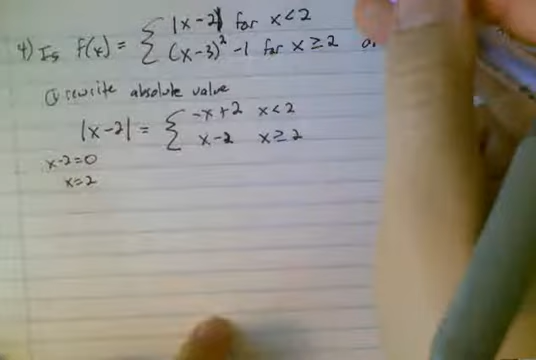 4) Is f(x) = { |x-2| for x<2
(x-3)² -1 for x≥2
① rewrite absolute value
|x-2| = { -x+2 x<2
x-2 x≥2
x-2=0
x=2